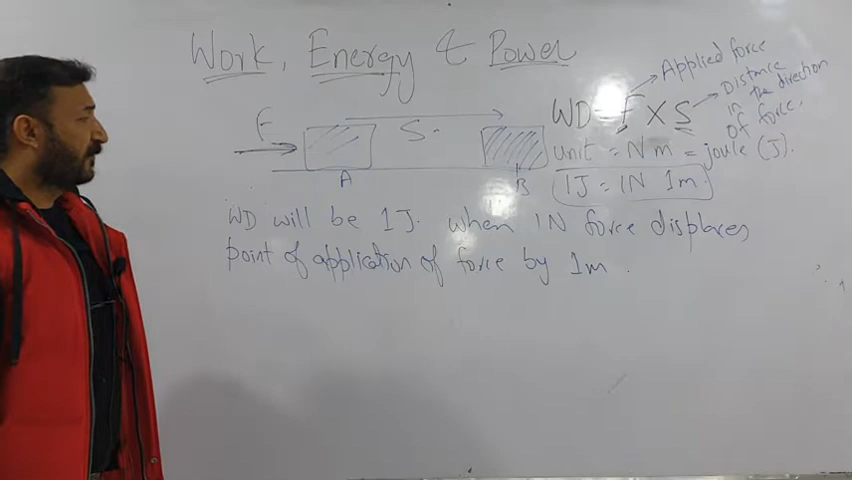 Work, Energy & Power
F
S
A
B
WD = F X S
Applied force
Distance
in
the direction
of force.
unit = N m = joule (J).
1J = 1N 1m.
WD will be 1J. when 1N force displaces
point of application of force by 1m.